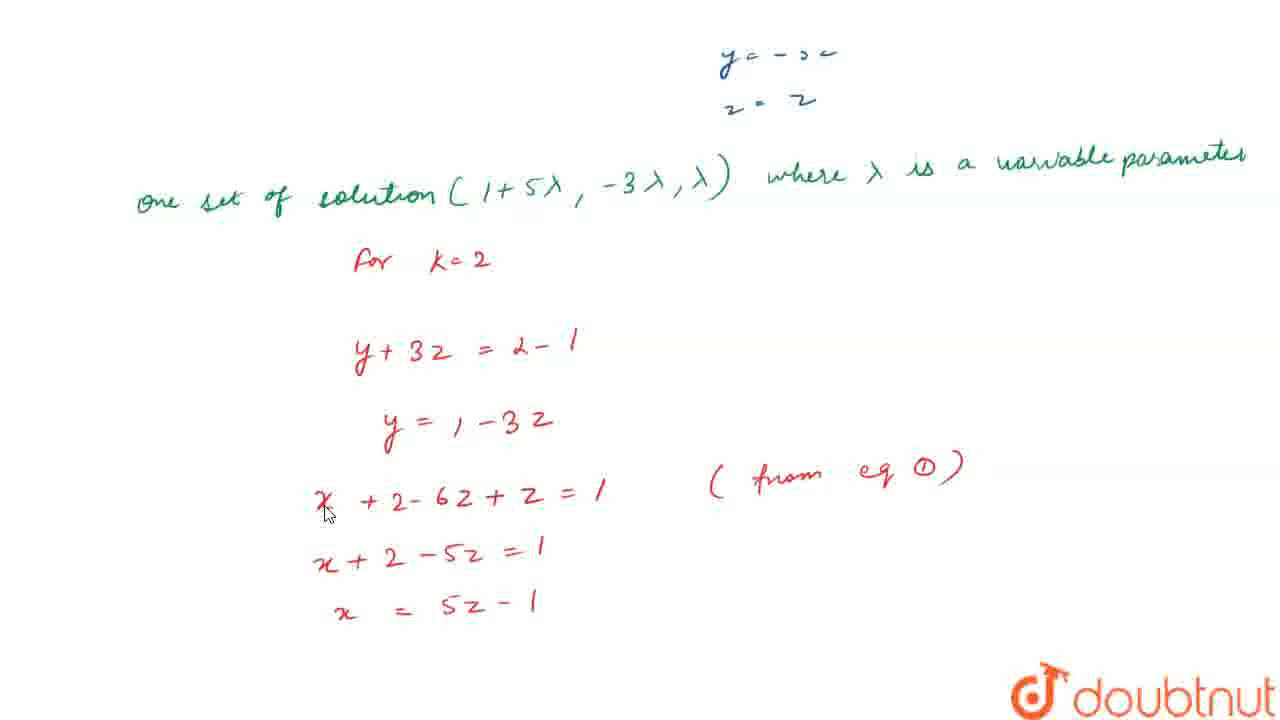 y = -3z
z = z
one set of solution (1+5λ, -3λ, λ) where λ is a variable parameter
for k=2
y + 3z = 2-1
y = 1-3z
x + 2-6z + z = 1 (from eq ①)
x + 2 - 5z = 1
x = 5z - 1
doubtnut